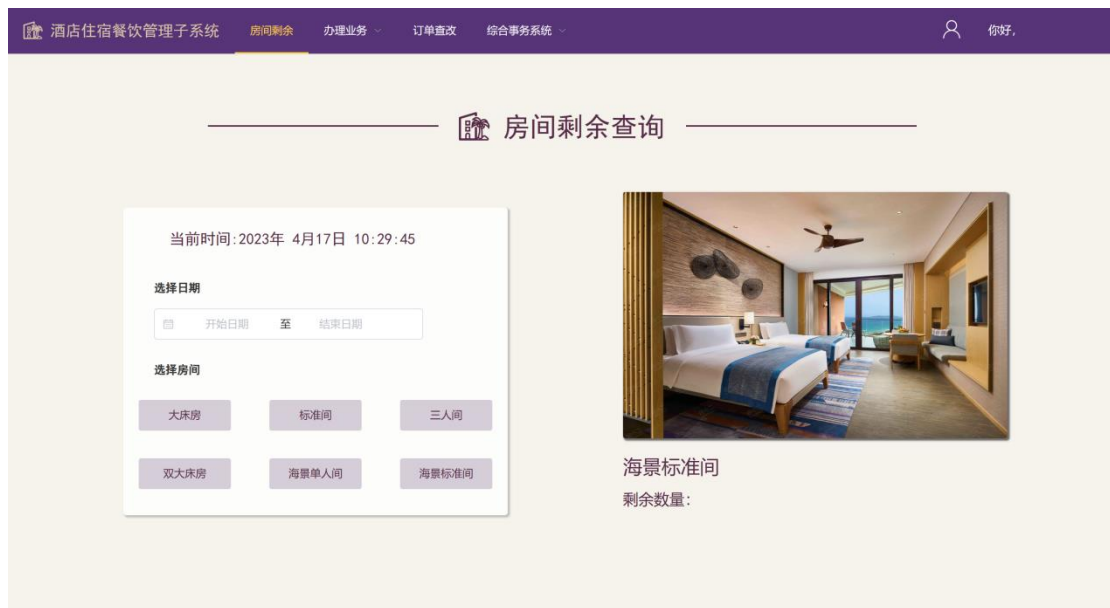 酒店住宿餐饮管理子系统 房间剩余 办理业务 订单查改 综合事务系统 你好,
房间剩余查询
当前时间:2023年 4月17日 10:29:45
选择日期
开始日期 至 结束日期
选择房间
大床房 标准间 三人间
双大床房 海景单人间 海景标准间
海景标准间
剩余数量: